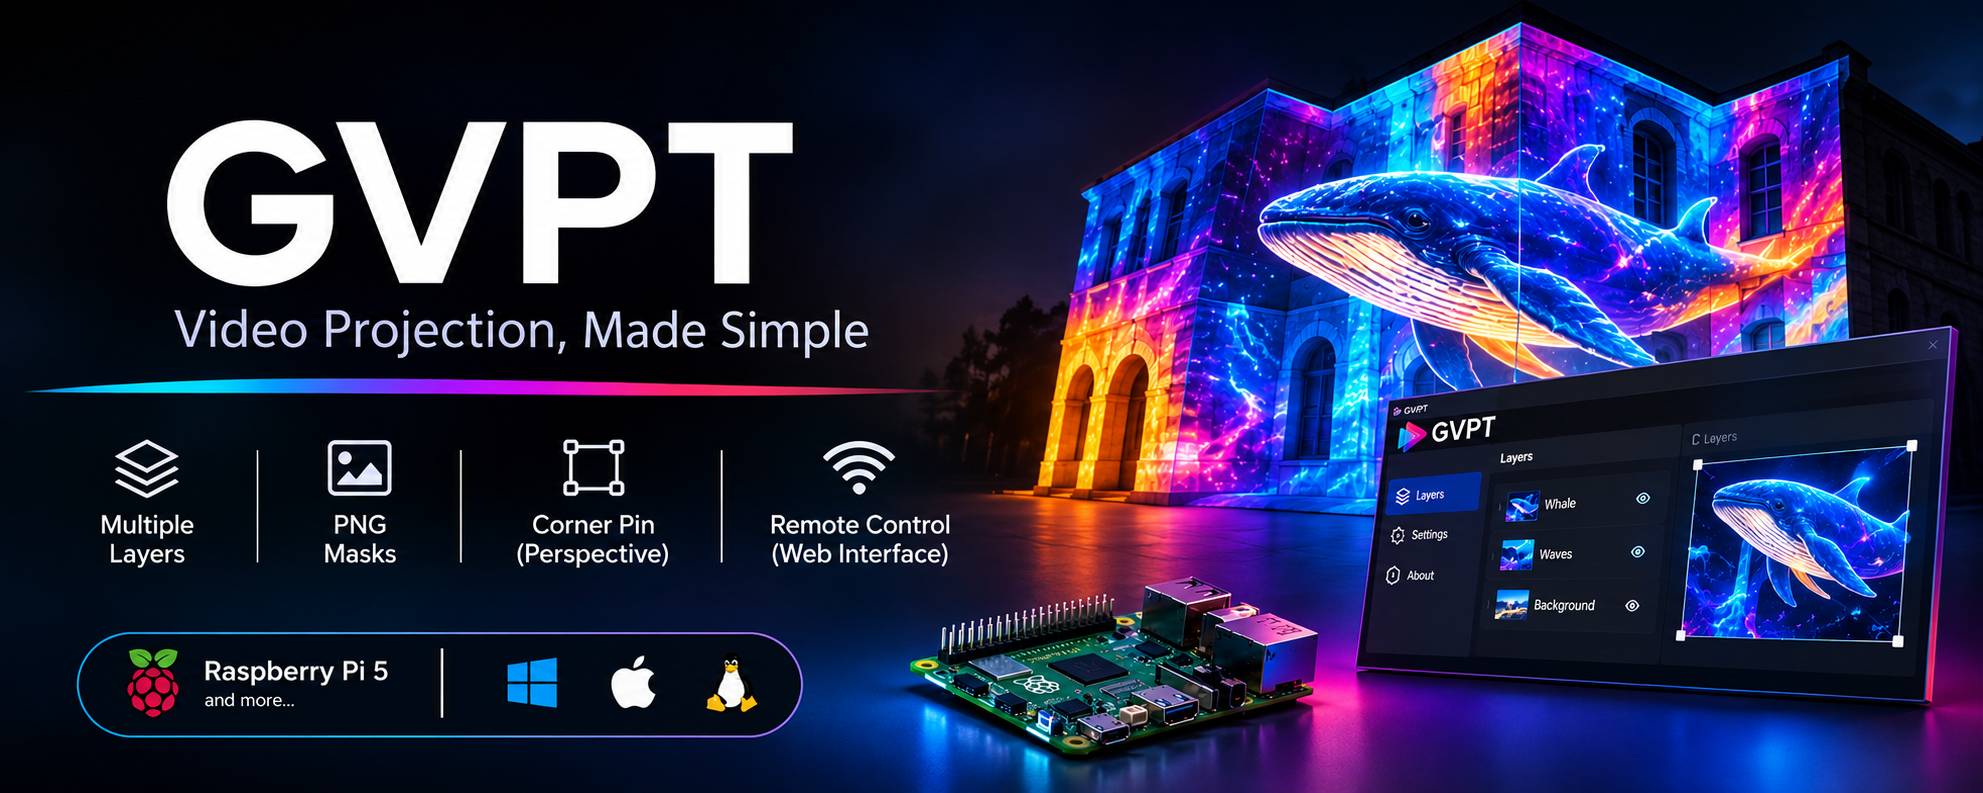 GVPT
Video Projection, Made Simple
Multiple
Layers
PNG
Masks
Corner Pin
(Perspective)
Remote Control
(Web Interface)
Raspberry Pi 5
and more...
GVPT
GVPT
Layers
Settings
About
Layers
Whale
Waves
Background
C Layers